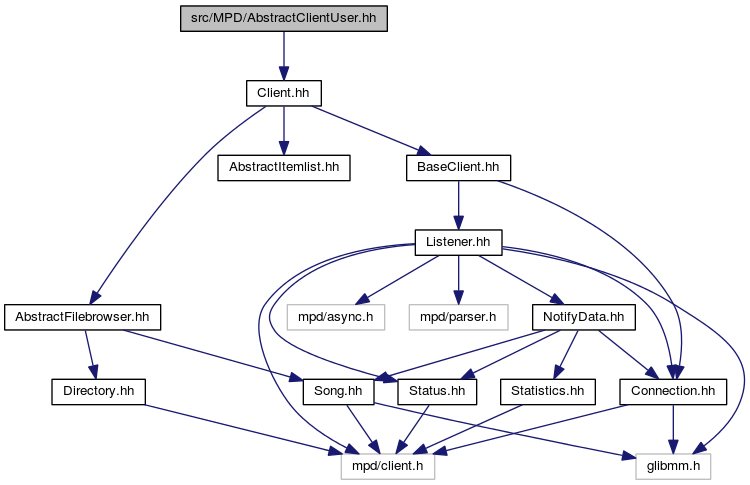 src/MPD/AbstractClientUser.hh
Client.hh
AbstractItemlist.hh
BaseClient.hh
Listener.hh
AbstractFilebrowser.hh
mpd/async.h
mpd/parser.h
NotifyData.hh
Directory.hh
Song.hh
Status.hh
Statistics.hh
Connection.hh
mpd/client.h
glibmm.h